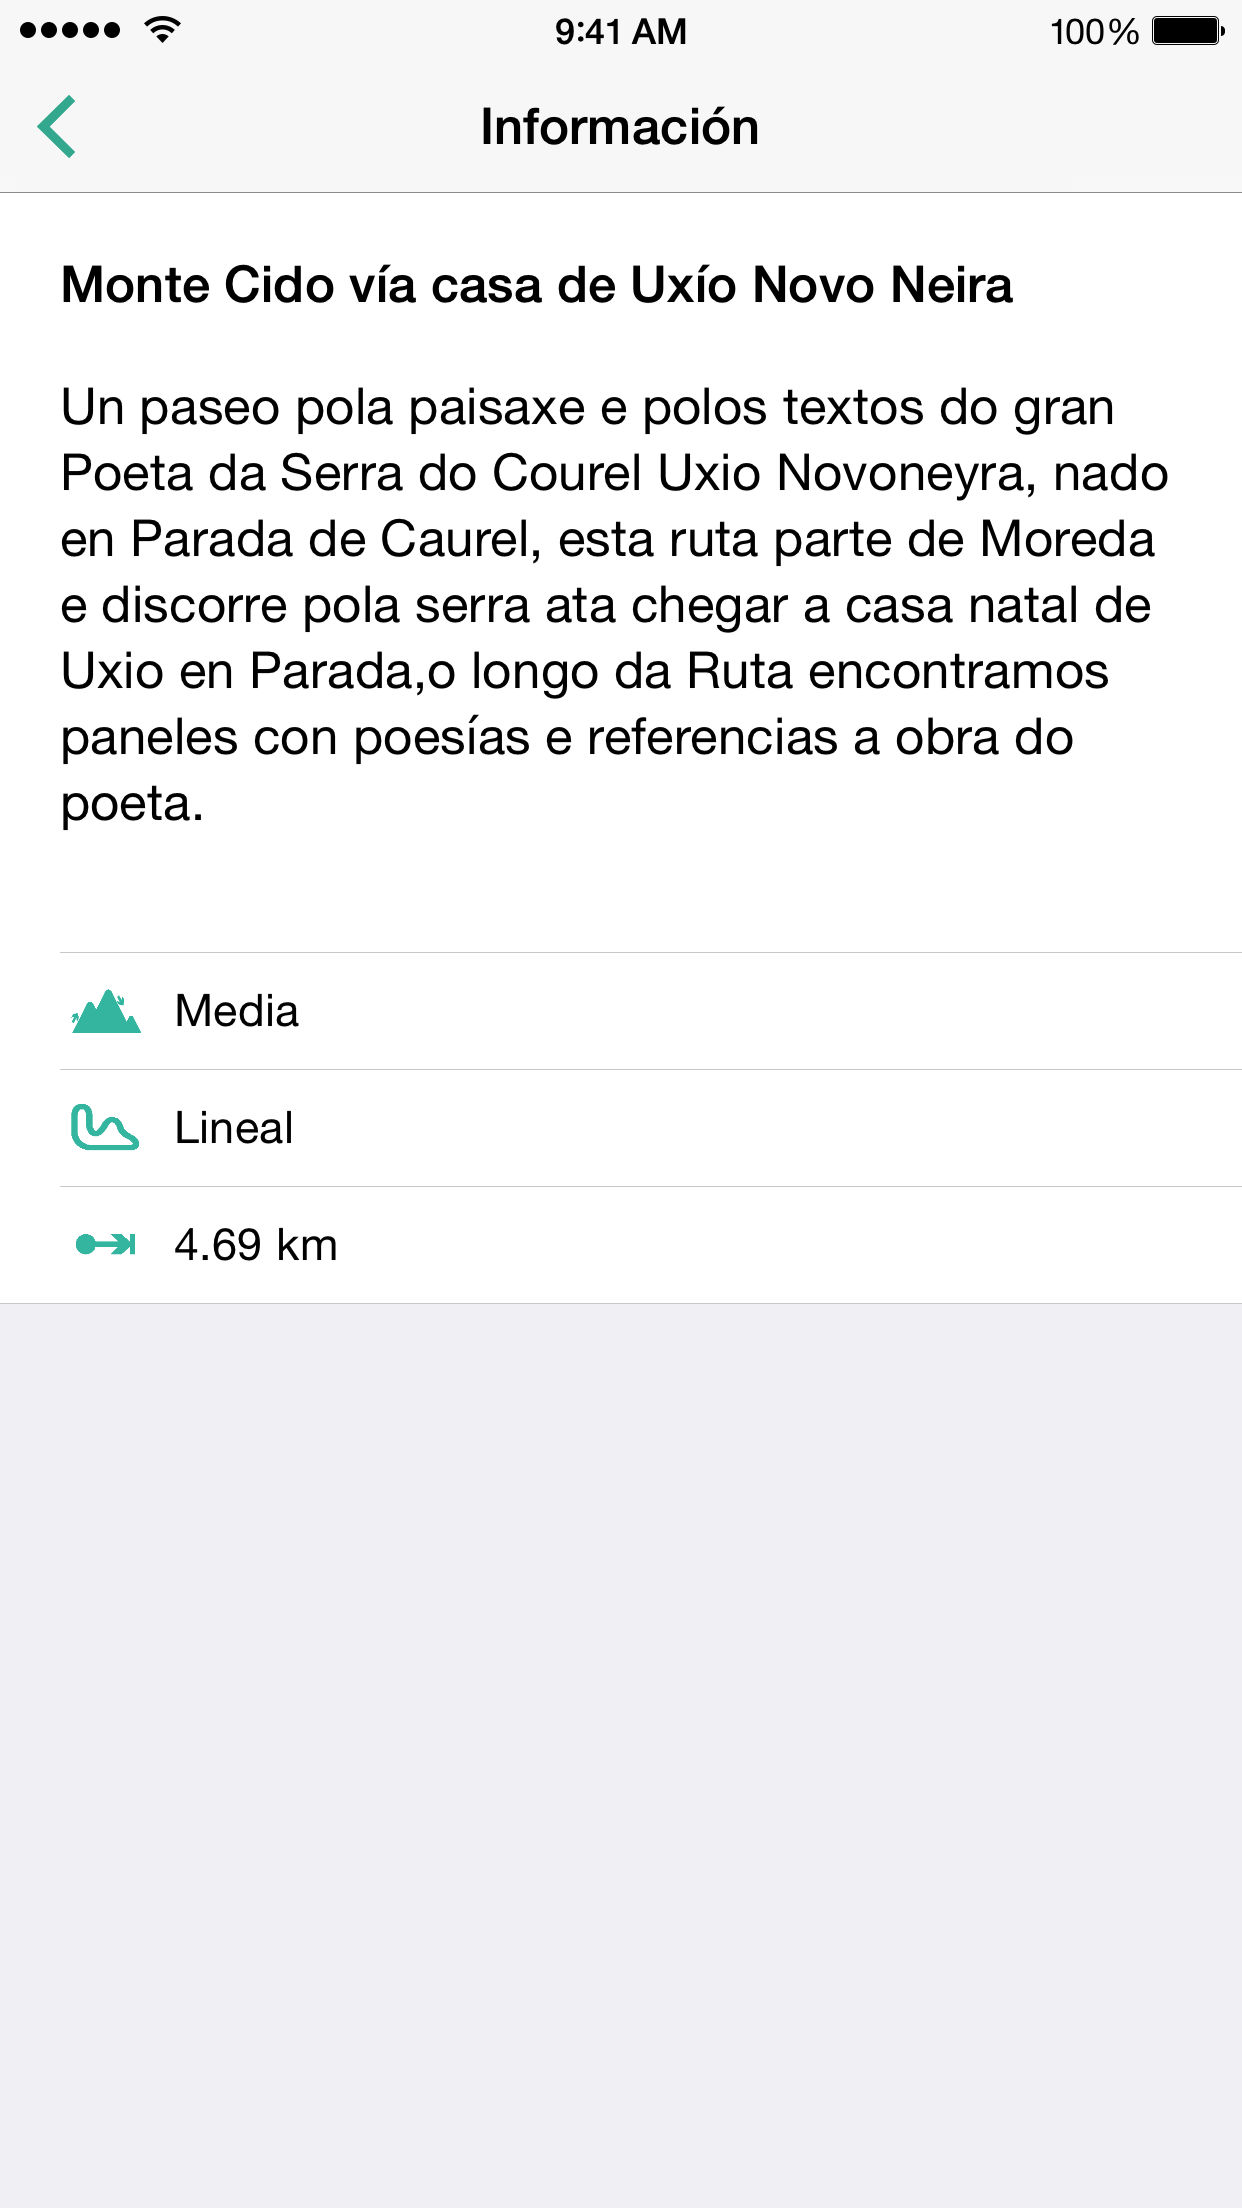 9:41 AM
100%
Información
Monte Cido vía casa de Uxío Novo Neira
Un paseo pola paisaxe e polos textos do gran
Poeta da Serra do Courel Uxio Novoneyra, nado
en Parada de Caurel, esta ruta parte de Moreda
e discorre pola serra ata chegar a casa natal de
Uxio en Parada,o longo da Ruta encontramos
paneles con poesías e referencias a obra do
poeta.
Media
Lineal
4.69 km